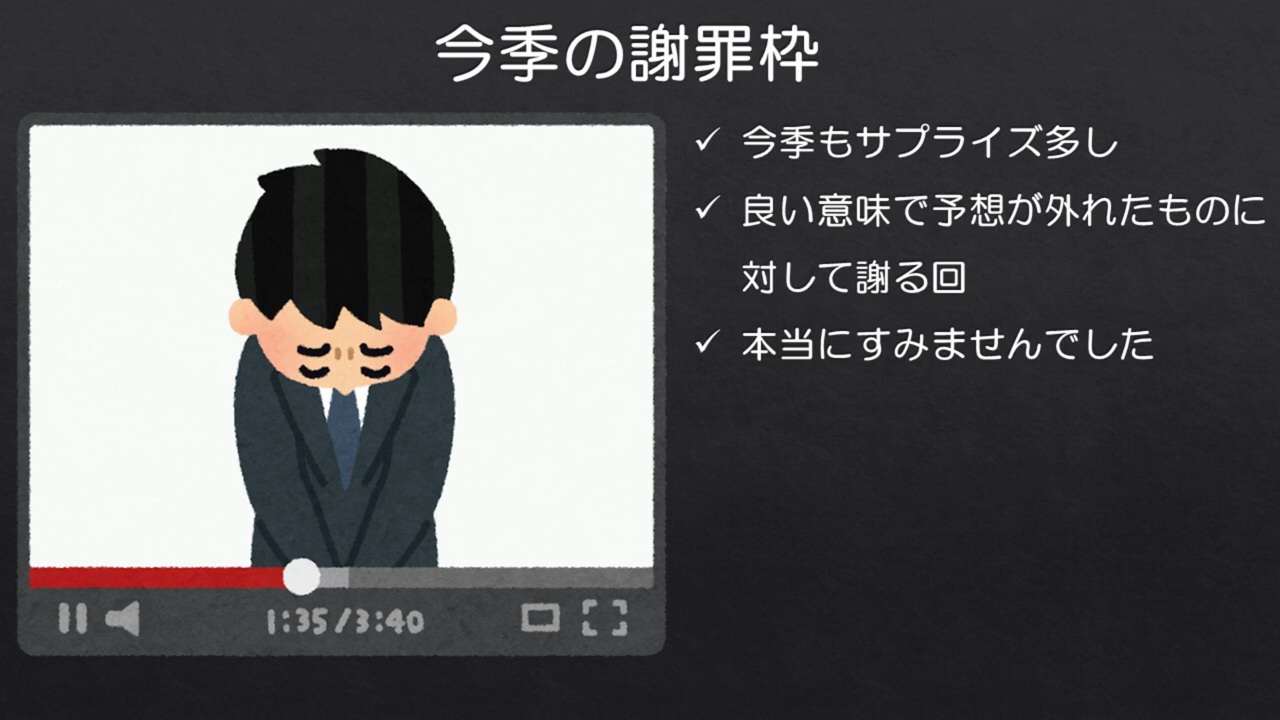 今季の謝罪枠
✓ 今季もサプライズ多し
✓ 良い意味で予想が外れたものに
対して謝る回
✓ 本当にすみませんでした
1:35/3:40